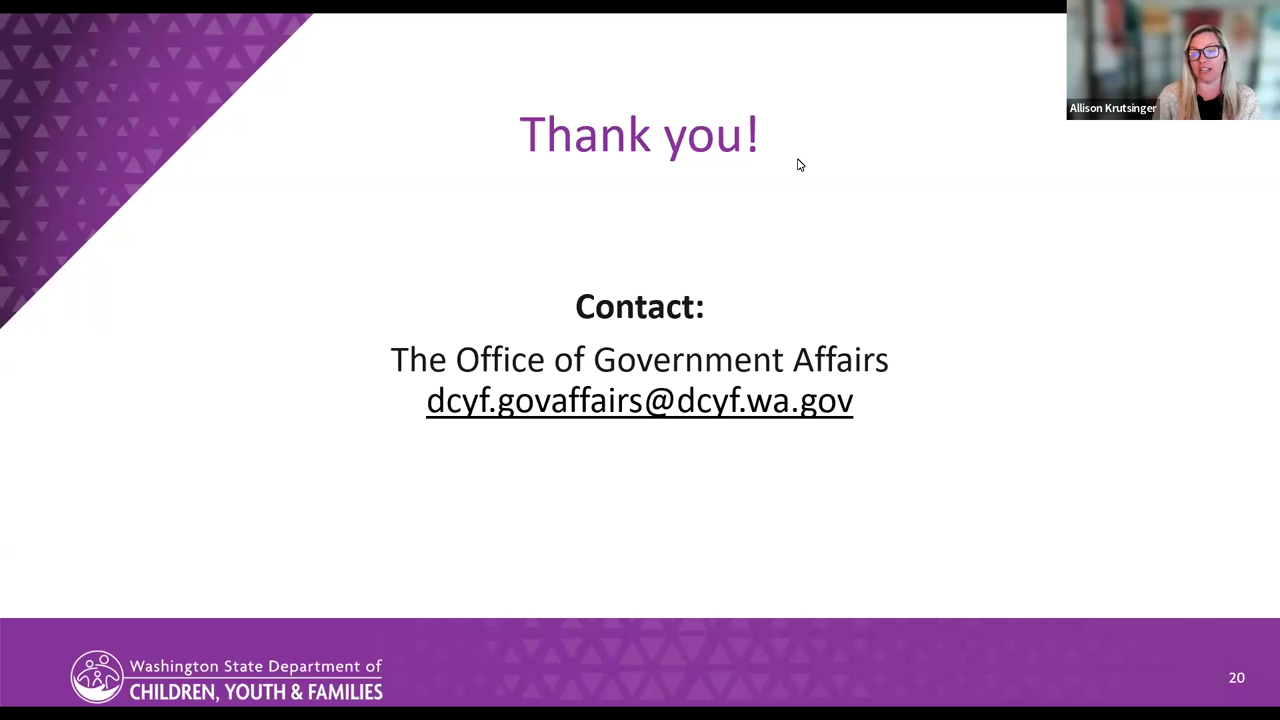 Allison Krutsinger
Thank you!
Contact:
The Office of Government Affairs
dcyf.govaffairs@dcyf.wa.gov
Washington State Department of
CHILDREN, YOUTH & FAMILIES
20